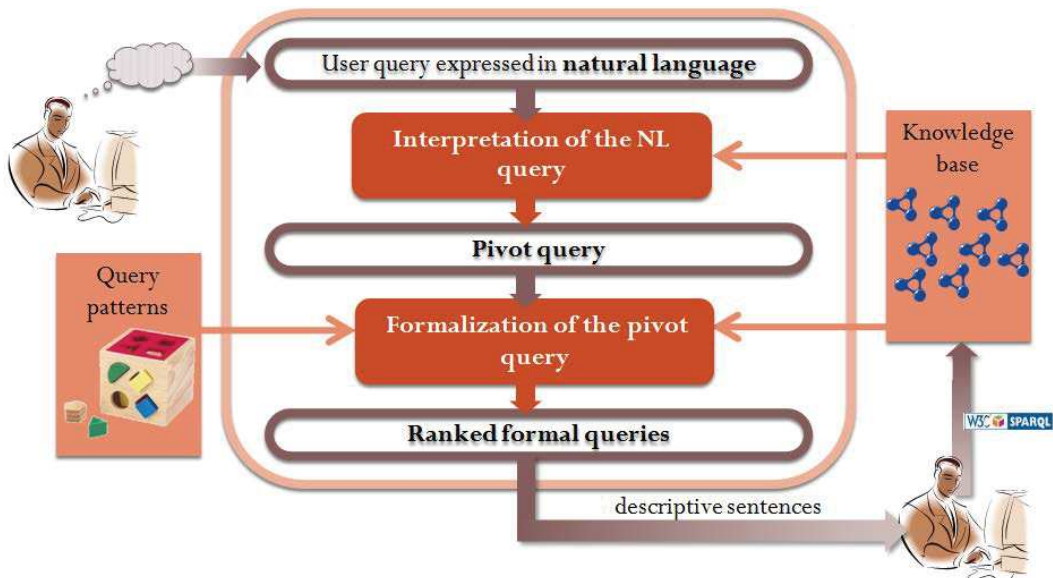 User query expressed in natural language
Interpretation of the NL
query
Knowledge
base
Pivot query
Query
patterns
Formalization of the pivot
query
Ranked formal queries
W3C SPARQL
descriptive sentences